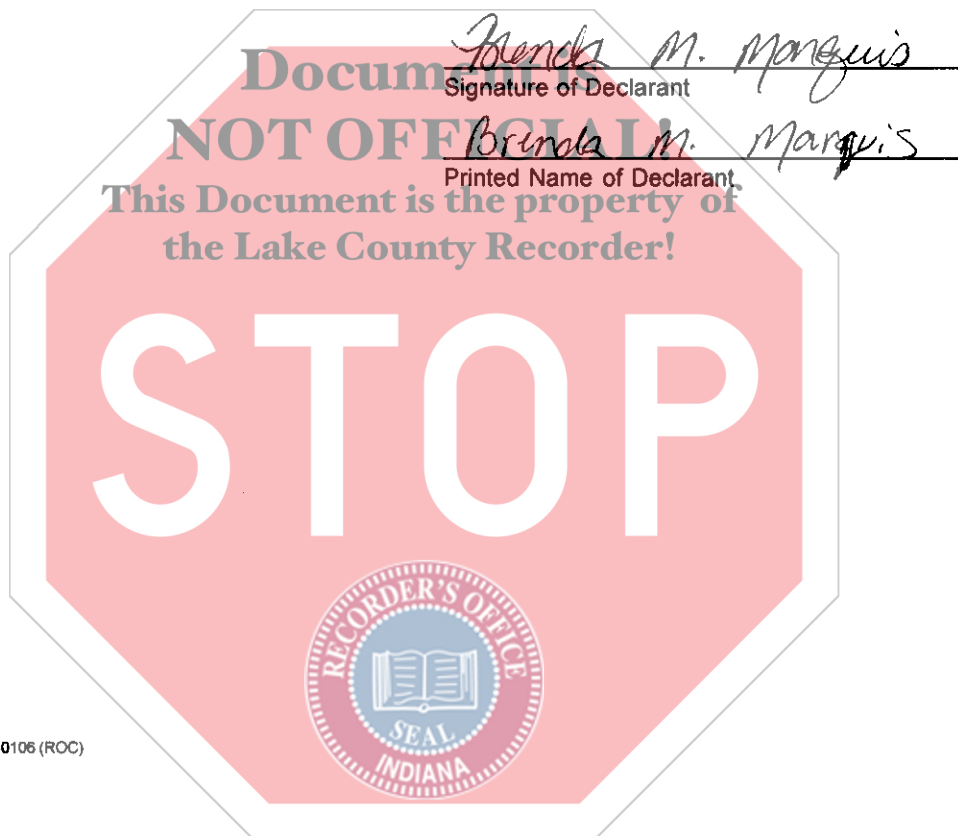 Brenda M. Marquis
Document is
Signature of Declarant
NOT OFFICIAL!
Brenda M. Marquis
Printed Name of Declarant
This Document is the property of
the Lake County Recorder!
STOP
RECORDER'S OFFICE
SEAL
INDIANA
0106 (ROC)